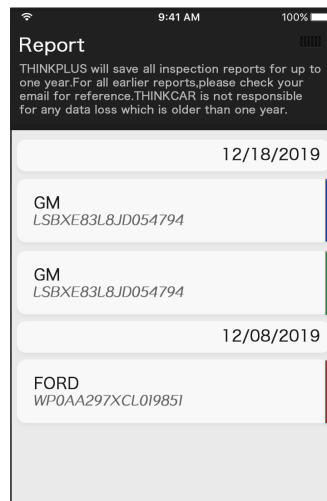 9:41 AM 100%
Report
THINKPLUS will save all inspection reports for up to
one year.For all earlier reports,please check your
email for reference.THINKCAR is not responsible
for any data loss which is older than one year.
12/18/2019
GM
LSBXE83L8JD054794
GM
LSBXE83L8JD054794
12/08/2019
FORD
WP0AA297XCL019851